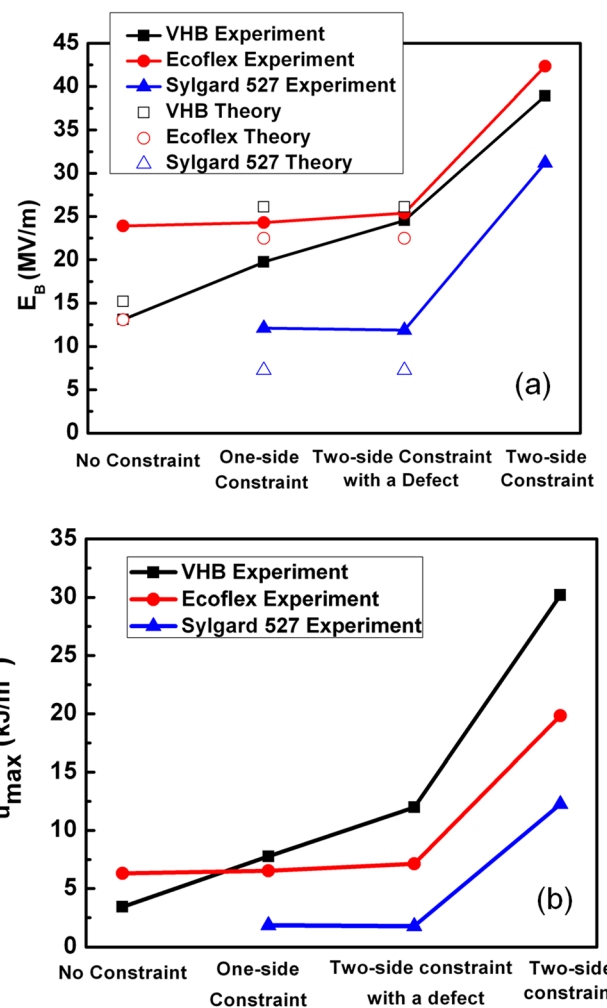 VHB Experiment
Ecoflex Experiment
Sylgard 527 Experiment
VHB Theory
Ecoflex Theory
Sylgard 527 Theory
45
40
35
30
25
20
15
10
5
0
E_B (MV/m)
(a)
No Constraint
One-side
Constraint
Two-side Constraint
with a Defect
Two-side
Constraint
VHB Experiment
Ecoflex Experiment
Sylgard 527 Experiment
35
30
25
20
15
10
5
0
(b)
No Constraint
One-side
Constraint
Two-side constraint
with a defect
Two-side